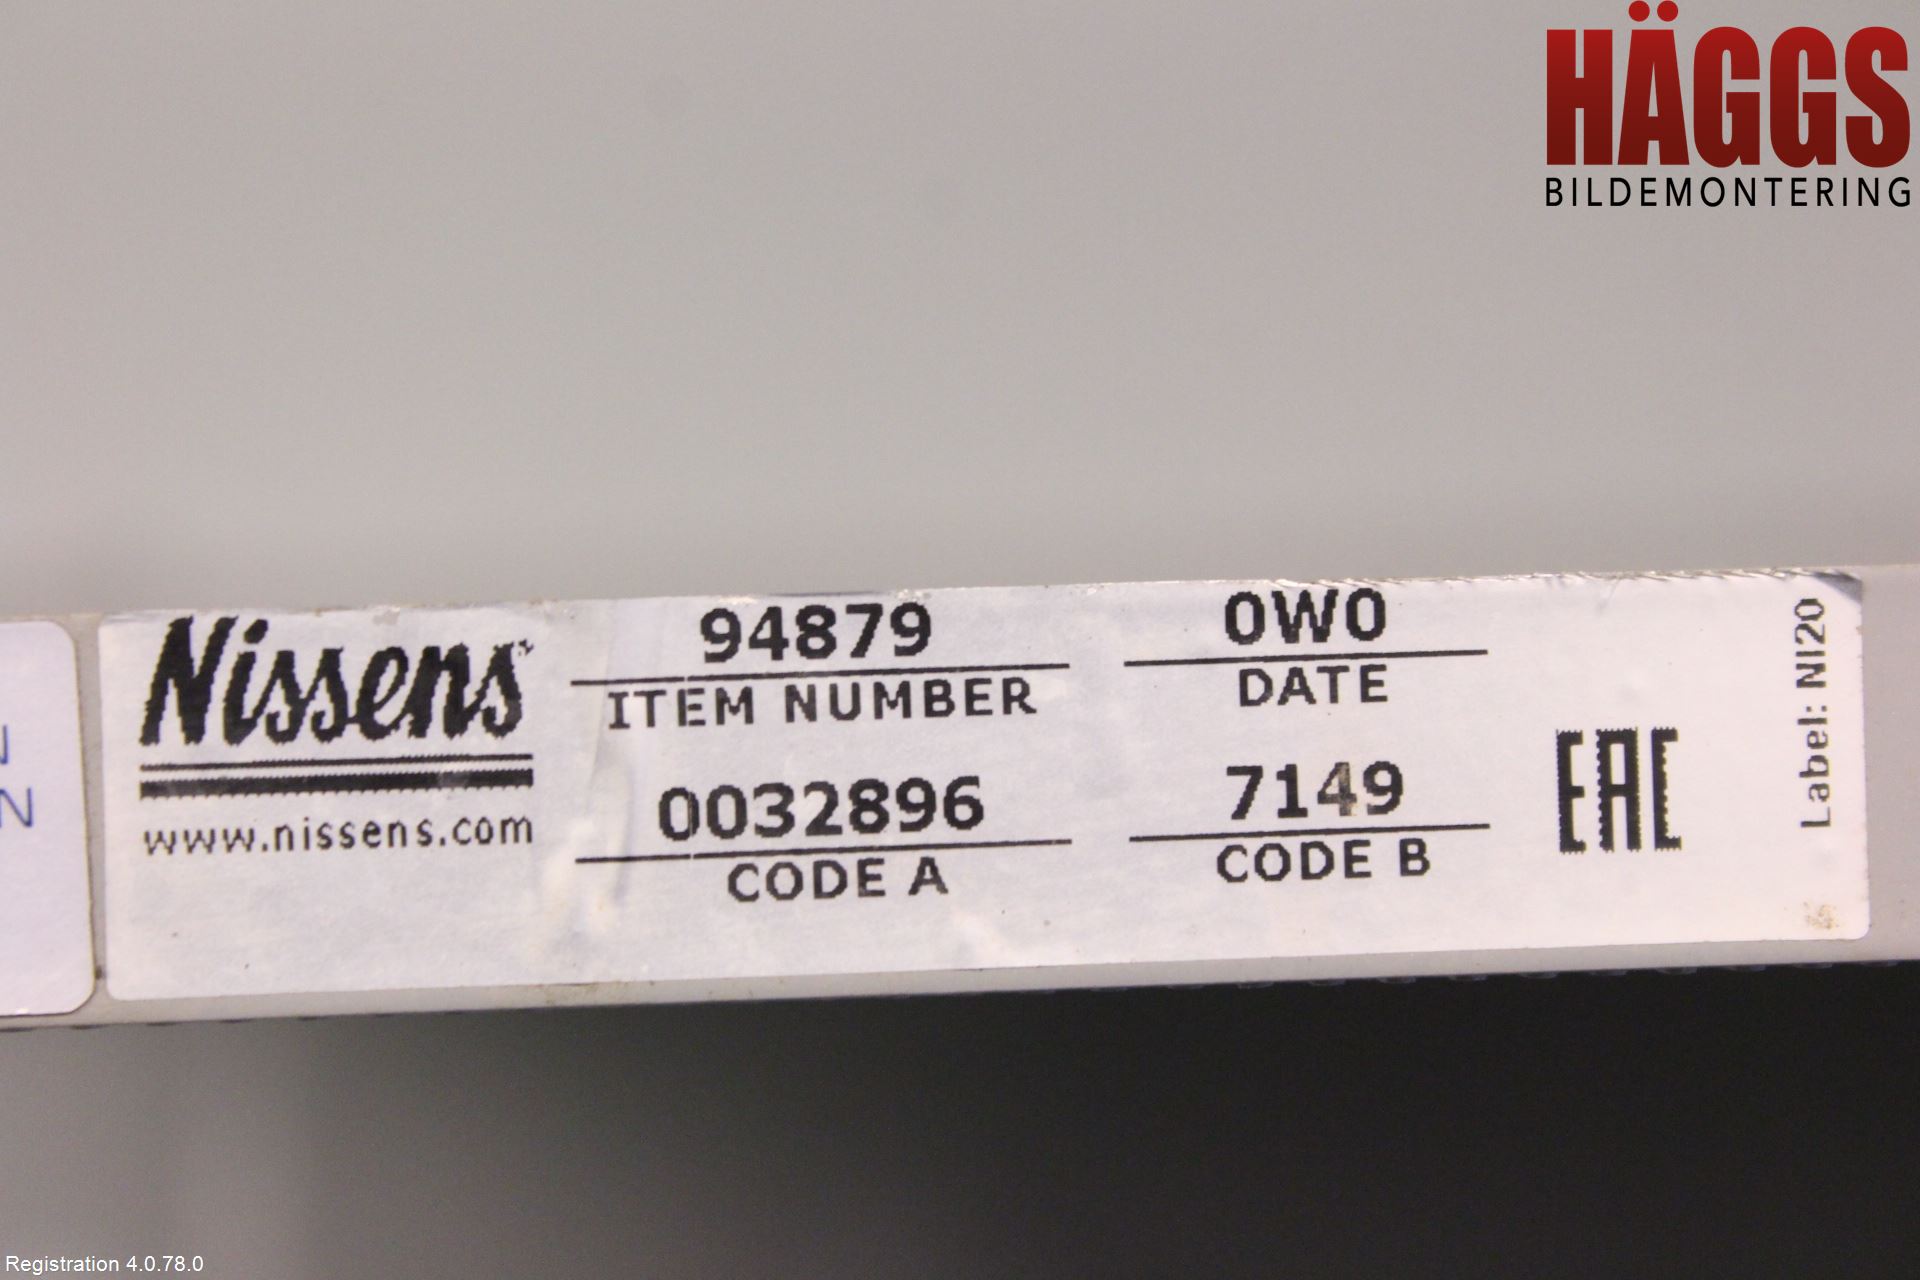 HÄGGS
BILDEMONTERING
Nissens
www.nissens.com
94879
ITEM NUMBER
0W0
DATE
0032896
CODE A
7149
CODE B
EAC
Label: NI20
N
Registration 4.0.78.0